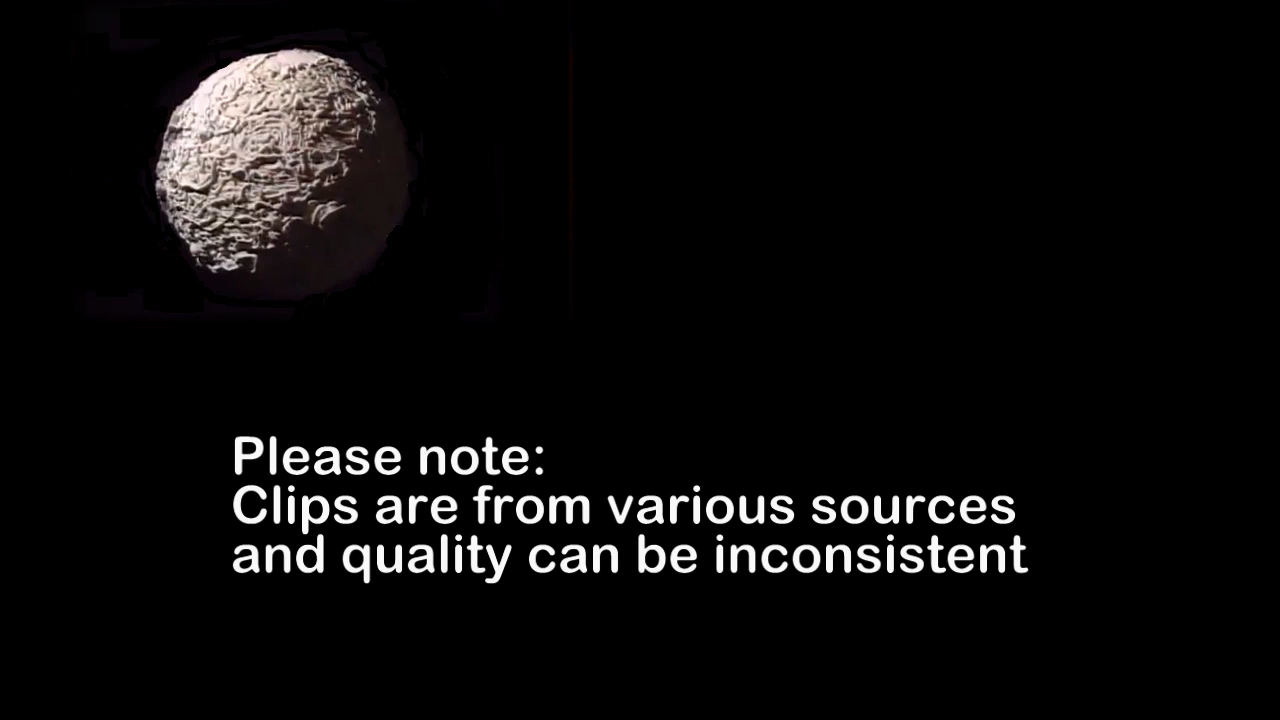 Please note:
Clips are from various sources
and quality can be inconsistent